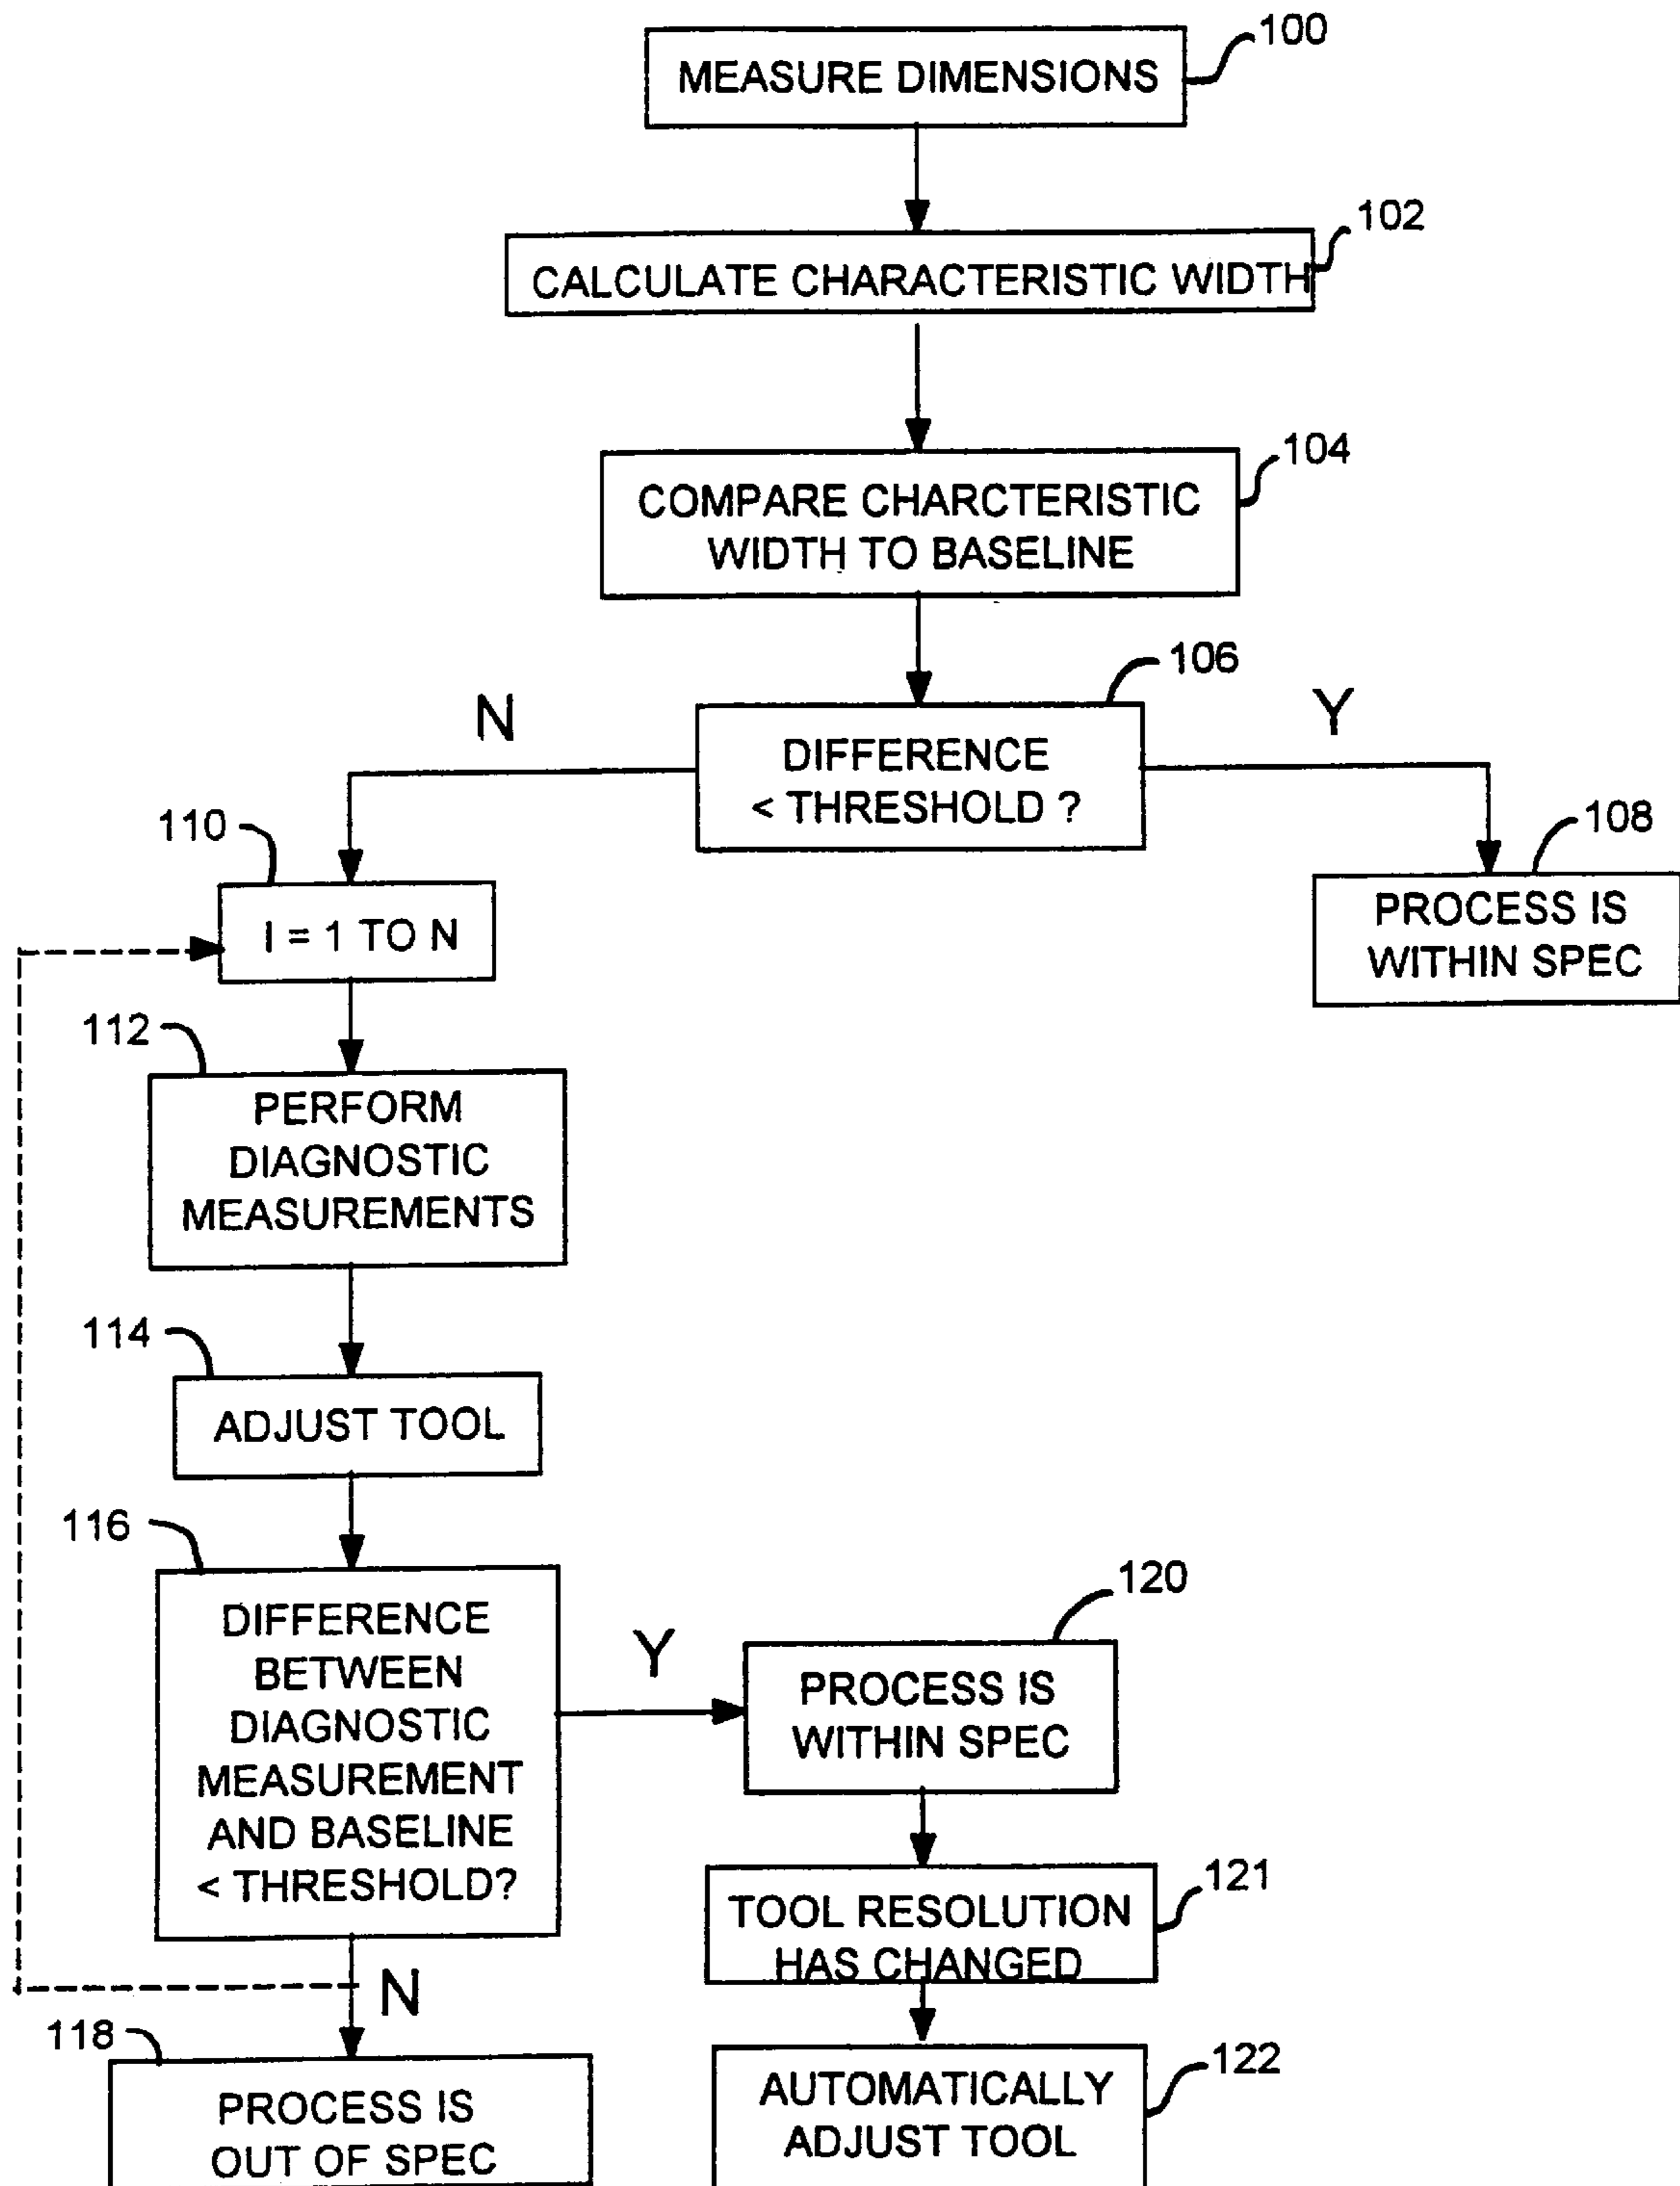 MEASURE DIMENSIONS
100
CALCULATE CHARACTERISTIC WIDTH
102
COMPARE CHARCTERISTIC
WIDTH TO BASELINE
104
DIFFERENCE
< THRESHOLD ?
106
N
Y
108
PROCESS IS
WITHIN SPEC
110
I = 1 TO N
112
PERFORM
DIAGNOSTIC
MEASUREMENTS
114
ADJUST TOOL
116
DIFFERENCE
BETWEEN
DIAGNOSTIC
MEASUREMENT
AND BASELINE
< THRESHOLD?
Y
120
PROCESS IS
WITHIN SPEC
121
TOOL RESOLUTION
HAS CHANGED
N
118
PROCESS IS
OUT OF SPEC
122
AUTOMATICALLY
ADJUST TOOL